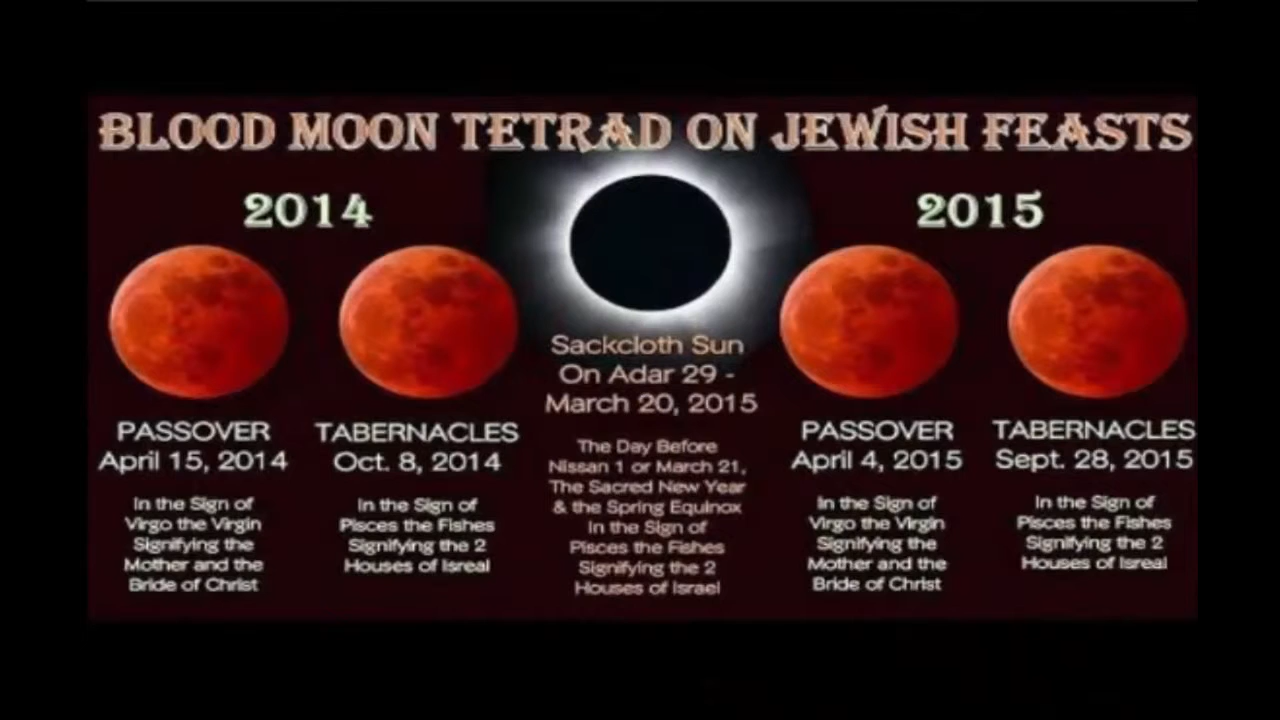 BLOOD MOON TETRAD ON JEWISH FEASTS
2014
PASSOVER
April 15, 2014
In the Sign of
Virgo the Virgin
Signifying the
Mother and the
Bride of Christ
TABERNACLES
Oct. 8, 2014
In the Sign of
Pisces the Fishes
Signifying the 2
Houses of Isreal
Sackcloth Sun
On Adar 29 -
March 20, 2015
The Day Before
Nissan 1 or March 21,
The Sacred New Year
& the Spring Equinox
In the Sign of
Pisces the Fishes
Signifying the 2
Houses of Israel
2015
PASSOVER
April 4, 2015
In the Sign of
Virgo the Virgin
Signifying the
Mother and the
Bride of Christ
TABERNACLES
Sept. 28, 2015
In the Sign of
Pisces the Fishes
Signifying the 2
Houses of Isreal